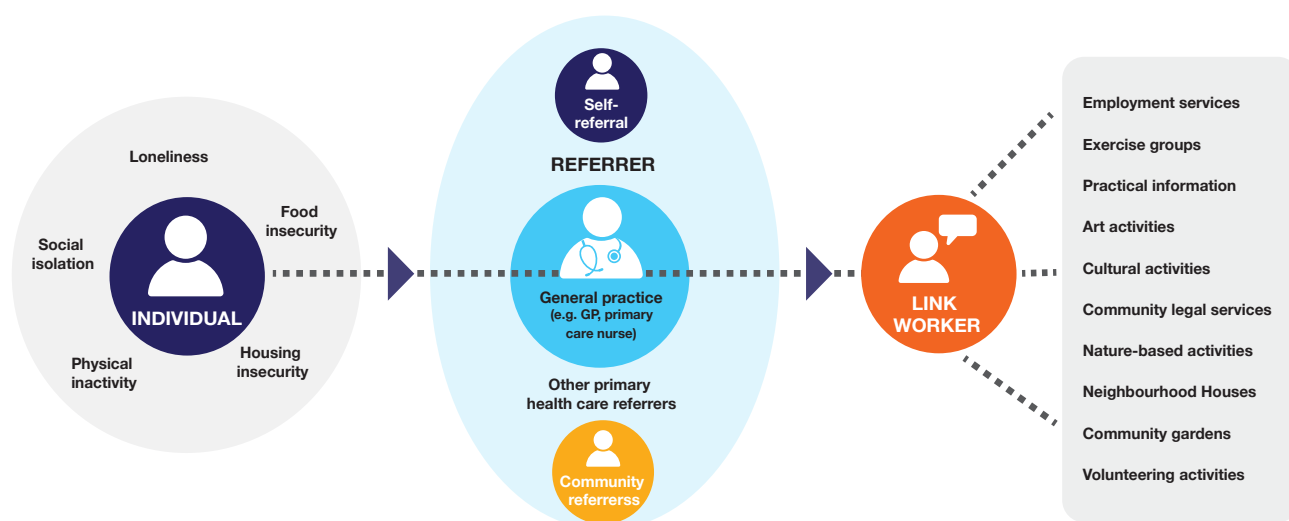 Loneliness
Food
insecurity
Social
isolation
INDIVIDUAL
Housing
insecurity
Physical
inactivity
Self-
referral
REFERRER
General practice
(e.g. GP, primary
care nurse)
Other primary
health care referrers
Community
referrerss
LINK
WORKER
Employment services
Exercise groups
Practical information
Art activities
Cultural activities
Community legal services
Nature-based activities
Neighbourhood Houses
Community gardens
Volunteering activities